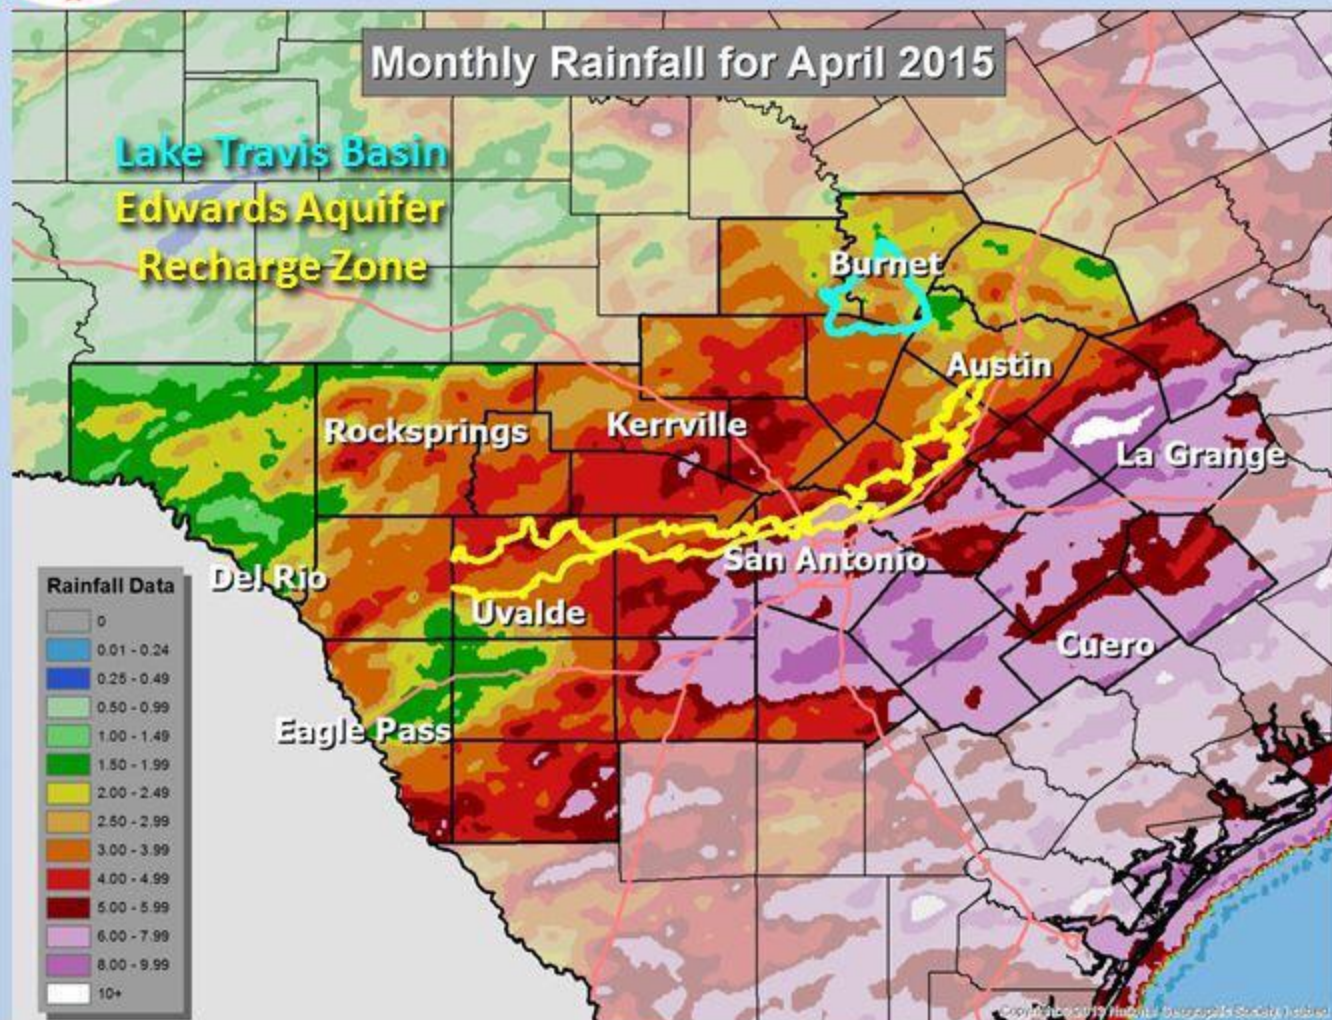 Monthly Rainfall for April 2015
Lake Travis Basin
Edwards Aquifer
Recharge Zone
Burnet
Austin
Rocksprings
Kerrville
La Grange
San Antonio
Del Rio
Uvalde
Cuero
Eagle Pass
Rainfall Data
0
0.01 - 0.24
0.25 - 0.49
0.50 - 0.99
1.00 - 1.49
1.50 - 1.99
2.00 - 2.49
2.50 - 2.99
3.00 - 3.99
4.00 - 4.99
5.00 - 5.99
6.00 - 7.99
8.00 - 9.99
10+
National Geographic Society, i-cubed